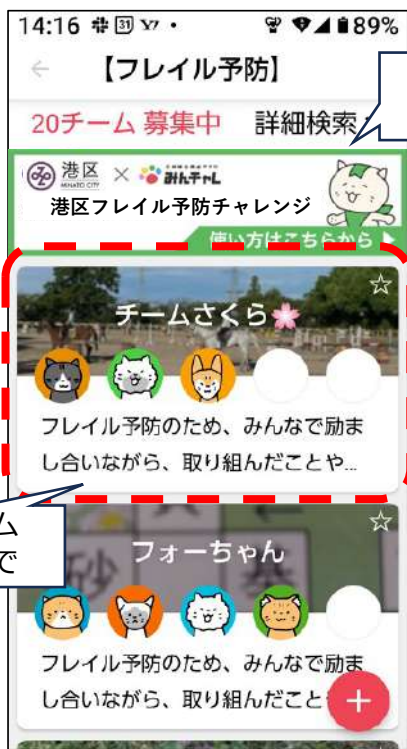 14:16 31 89%
【フレイル予防】
20チーム 募集中 詳細検索
港区 × みんチャレ
MINATO CITY
港区フレイル予防チャレンジ
使い方はこちらから
チームさくら🌸
フレイル予防のため、みんなで励ま
し合いながら、取り組んだことや...
ム
で
フォーちゃん
フレイル予防のため、みんなで励ま
し合いながら、取り組んだこと
+